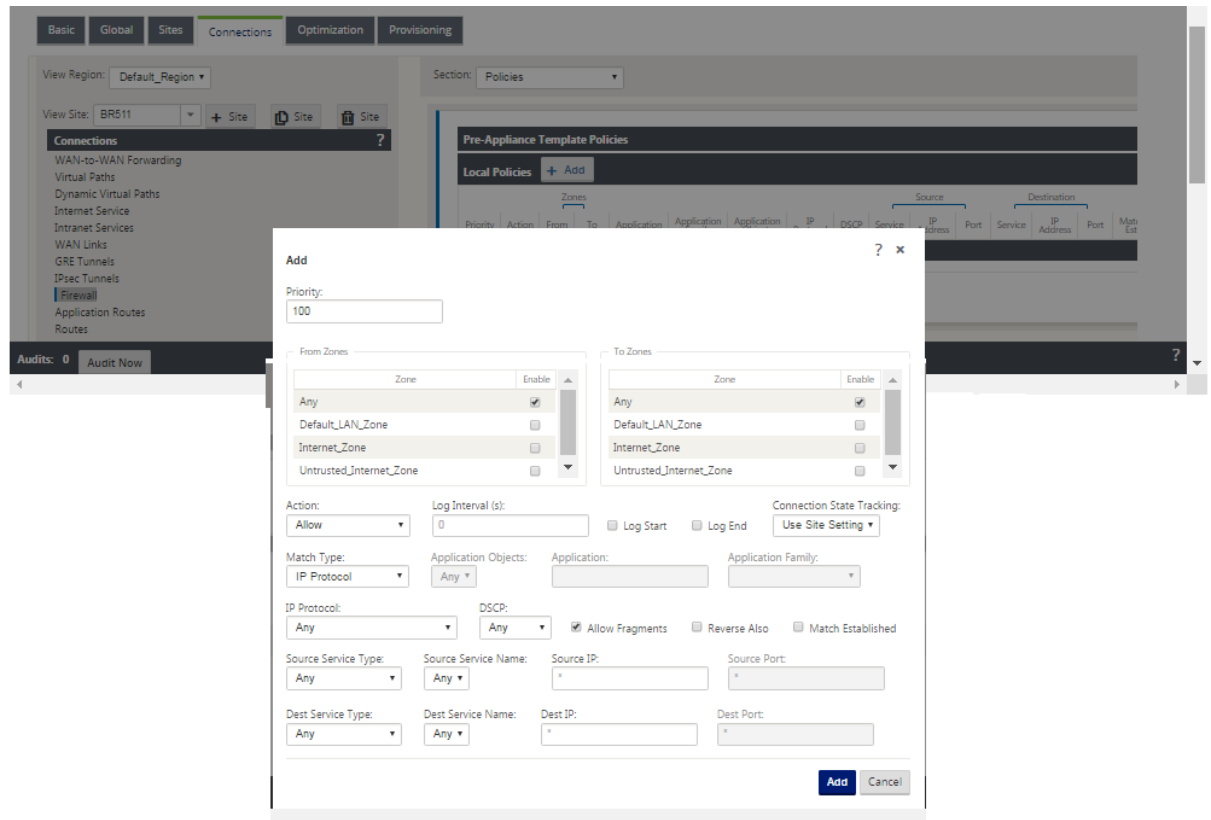 Basic Global Sites Connections Optimization Provisioning
View Region: Default_Region
Section: Policies
View Site: BR511 + Site Site Site
Connections ?
WAN-to-WAN Forwarding
Virtual Paths
Dynamic Virtual Paths
Internet Service
Intranet Services
WAN Links
GRE Tunnels
IPsec Tunnels
Firewall
Application Routes
Routes
Pre-Appliance Template Policies
Local Policies + Add
Zones Source Destination
Priority Action From To Application Application Application IP DSCP Service IP Address Port Service IP Address Port
Audits: 0 Audit Now ?
Add ? ×
Priority:
100
From Zones
Zone Enable
Any
Default_LAN_Zone
Internet_Zone
Untrusted_Internet_Zone
To Zones
Zone Enable
Any
Default_LAN_Zone
Internet_Zone
Untrusted_Internet_Zone
Action: Log Interval (s): Connection State Tracking:
Allow 0 Log Start Log End Use Site Setting
Match Type: Application Objects: Application: Application Family:
IP Protocol Any
IP Protocol: DSCP:
Any Any Allow Fragments Reverse Also Match Established
Source Service Type: Source Service Name: Source IP: Source Port:
Any Any * *
Dest Service Type: Dest Service Name: Dest IP: Dest Port:
Any Any * *
Add Cancel